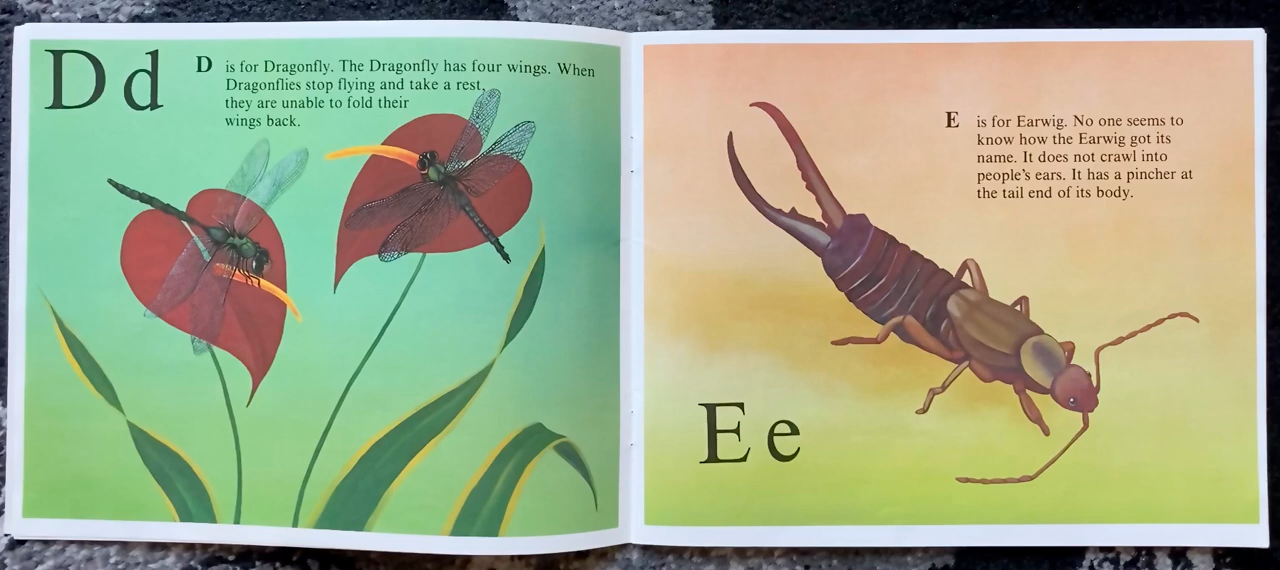 D d
D is for Dragonfly. The Dragonfly has four wings. When
Dragonflies stop flying and take a rest,
they are unable to fold their
wings back.
E is for Earwig. No one seems to
know how the Earwig got its
name. It does not crawl into
people's ears. It has a pincher at
the tail end of its body.
E e